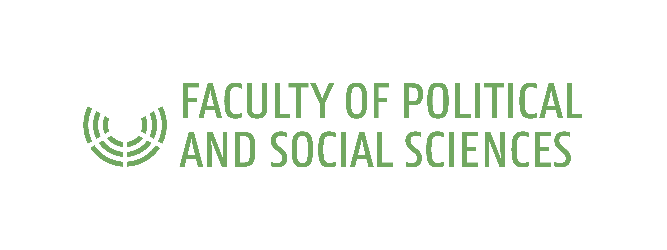 FACULTY OF POLITICAL
AND SOCIAL SCIENCES